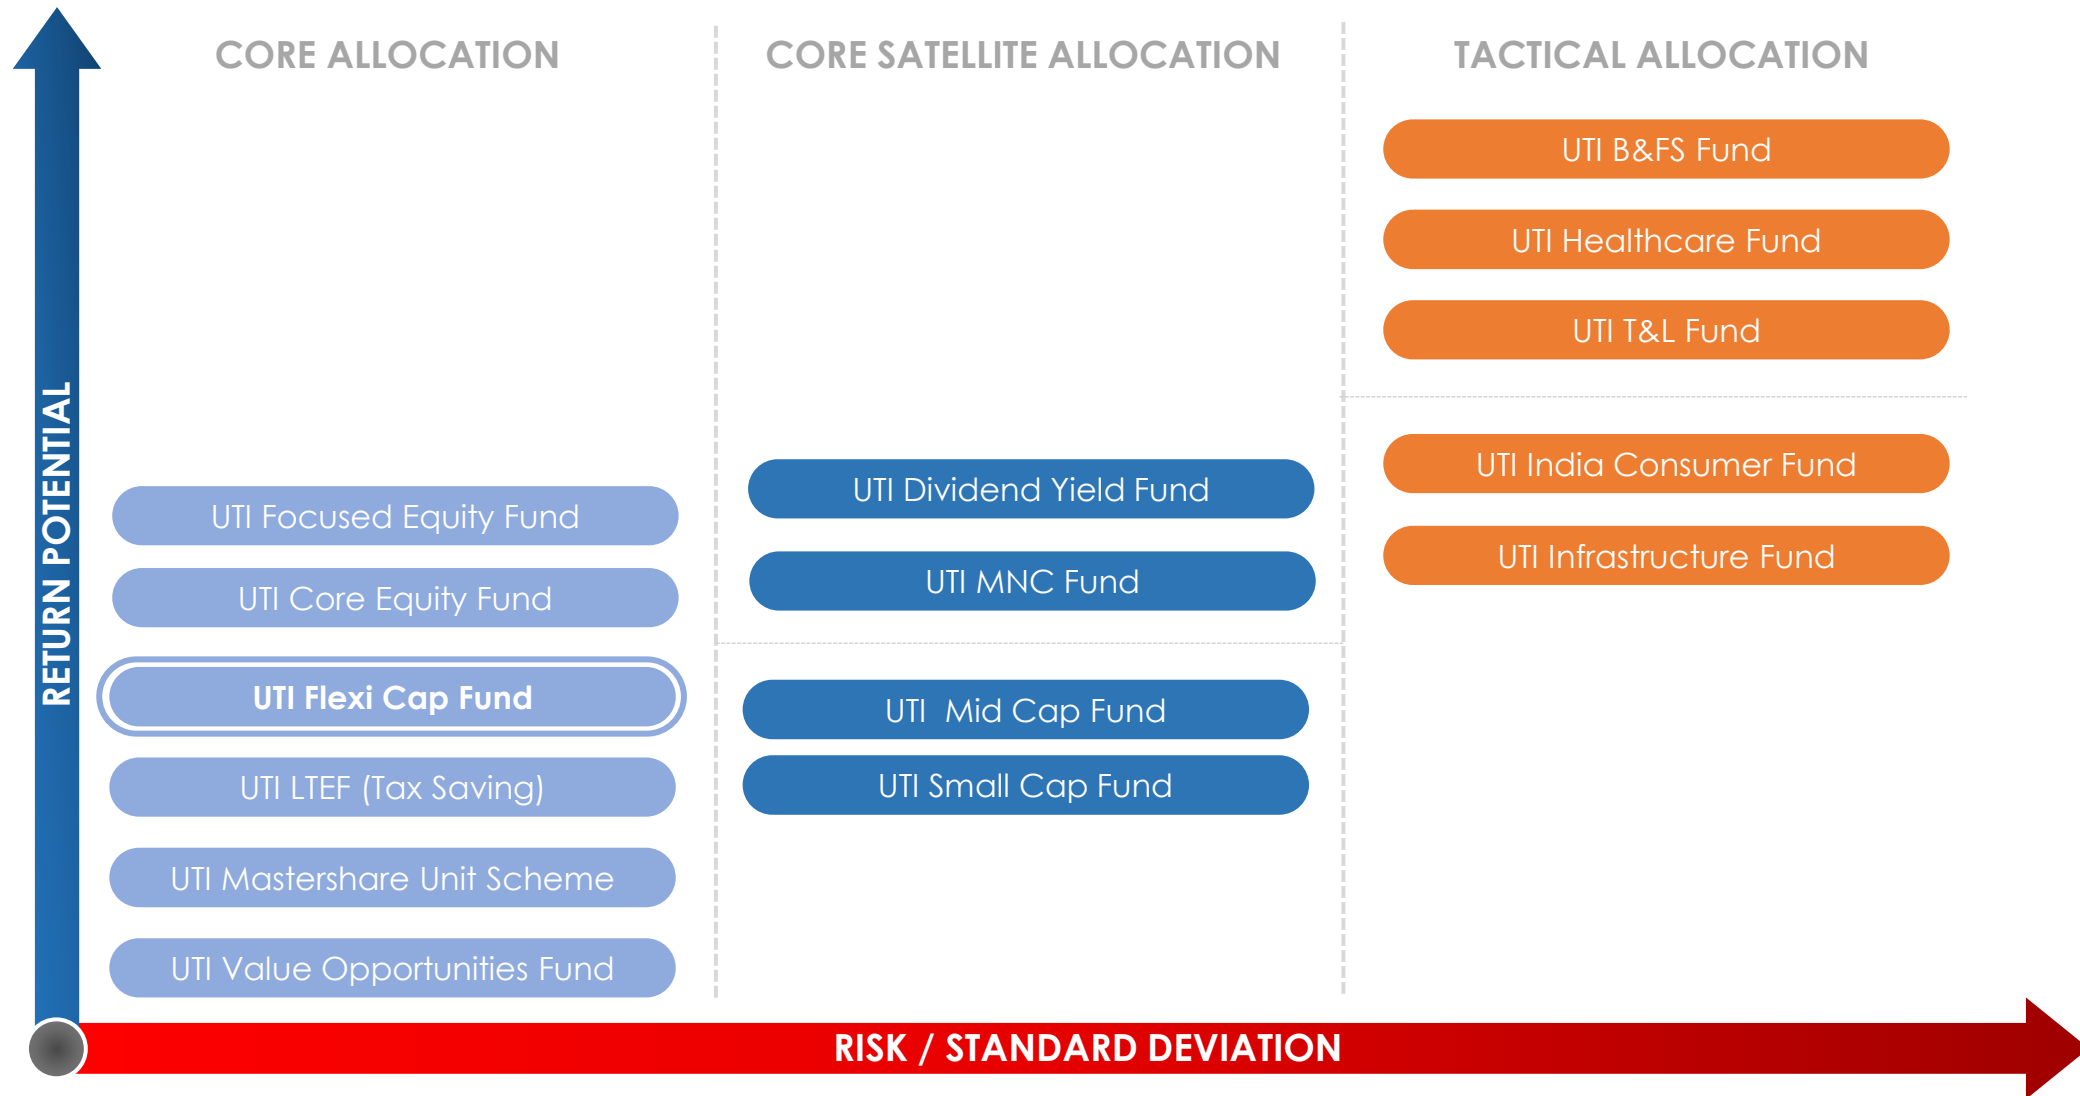 CORE ALLOCATION
CORE SATELLITE ALLOCATION
TACTICAL ALLOCATION
RETURN POTENTIAL
UTI Focused Equity Fund
UTI Core Equity Fund
UTI Flexi Cap Fund
UTI LTEF (Tax Saving)
UTI Mastershare Unit Scheme
UTI Value Opportunities Fund
UTI Dividend Yield Fund
UTI MNC Fund
UTI  Mid Cap Fund
UTI Small Cap Fund
UTI B&FS Fund
UTI Healthcare Fund
UTI T&L Fund
UTI India Consumer Fund
UTI Infrastructure Fund
RISK / STANDARD DEVIATION